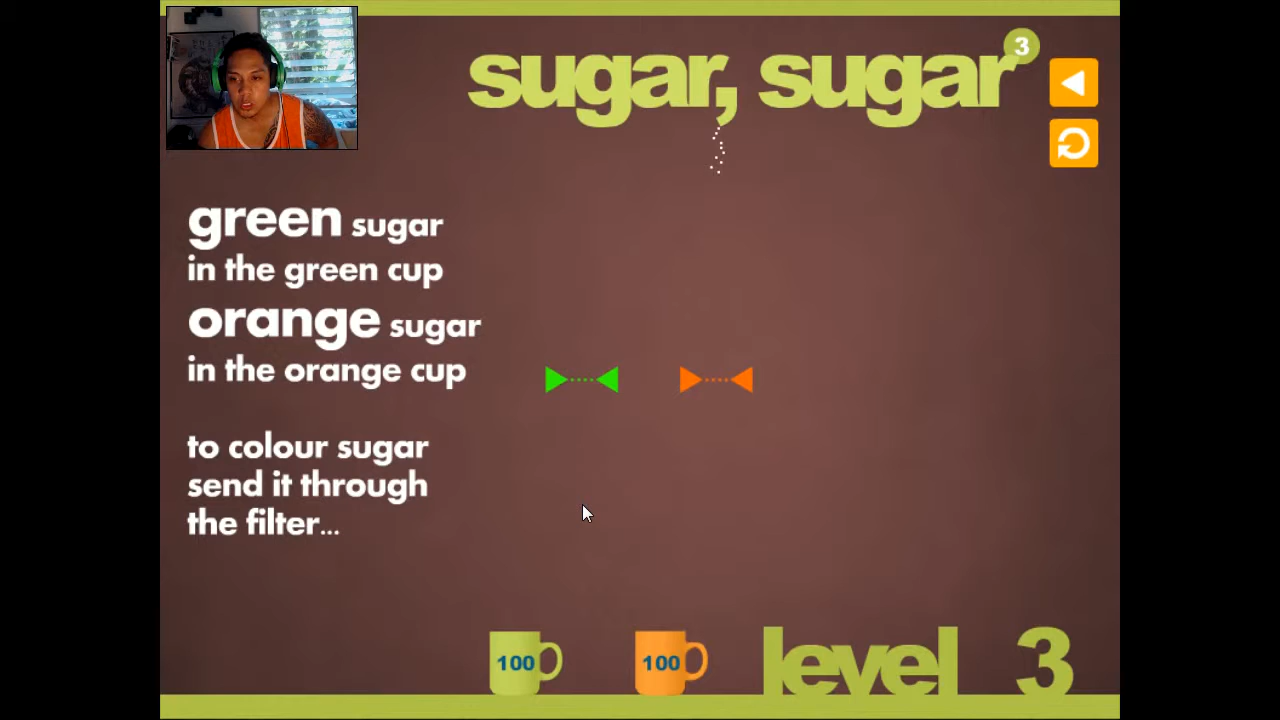 sugar, sugar 3
green sugar
in the green cup
orange sugar
in the orange cup
to colour sugar
send it through
the filter...
100
100
level 3